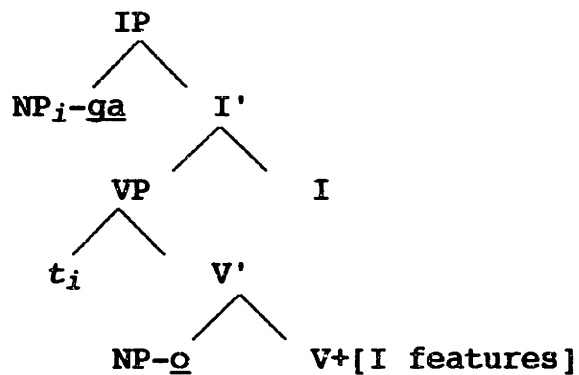 IP
NPi-ga I'
VP I
ti V'
NP-o V+[I features]